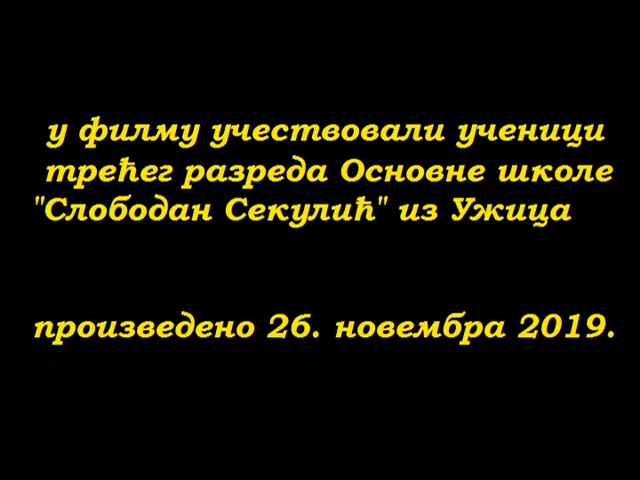 у филму учествовали ученици
трећег разреда Основне школе
"Слободан Секулић" из Ужица
произведено 26. новембра 2019.